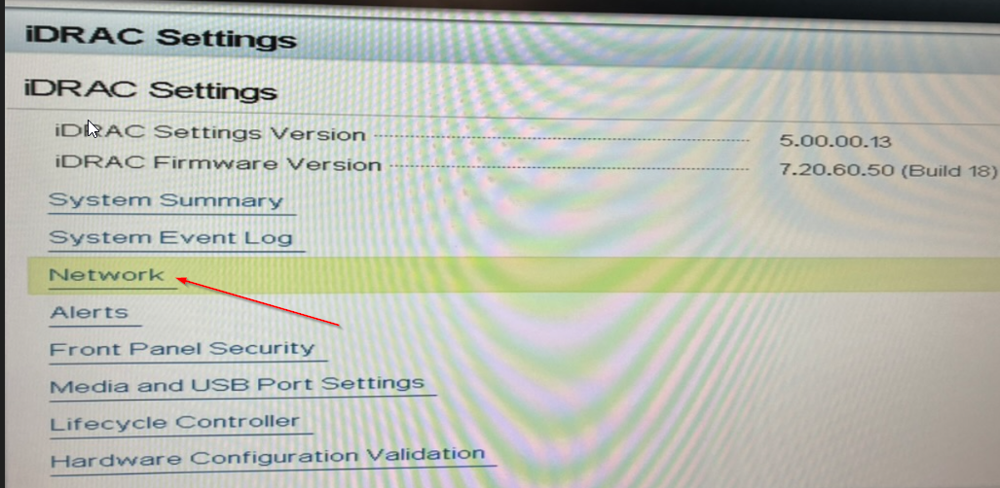 iDRAC Settings
iDRAC Settings
iDRAC Settings Version 5.00.00.13
iDRAC Firmware Version 7.20.60.50 (Build 18)
System Summary
System Event Log
Network
Alerts
Front Panel Security
Media and USB Port Settings
Lifecycle Controller
Hardware Configuration Validation